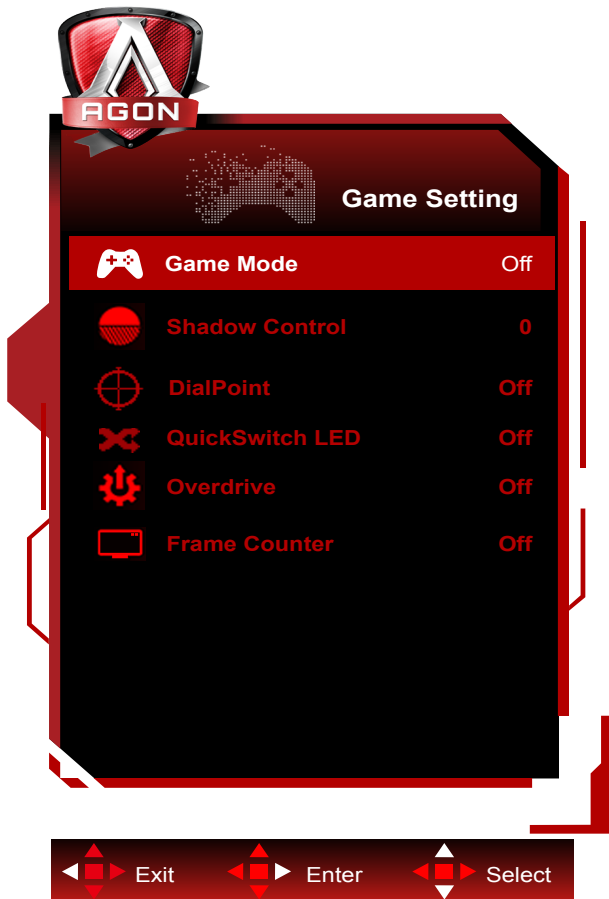 AGON
Game Setting
Game Mode Off
Shadow Control 0
DialPoint Off
QuickSwitch LED Off
Overdrive Off
Frame Counter Off
Exit Enter Select